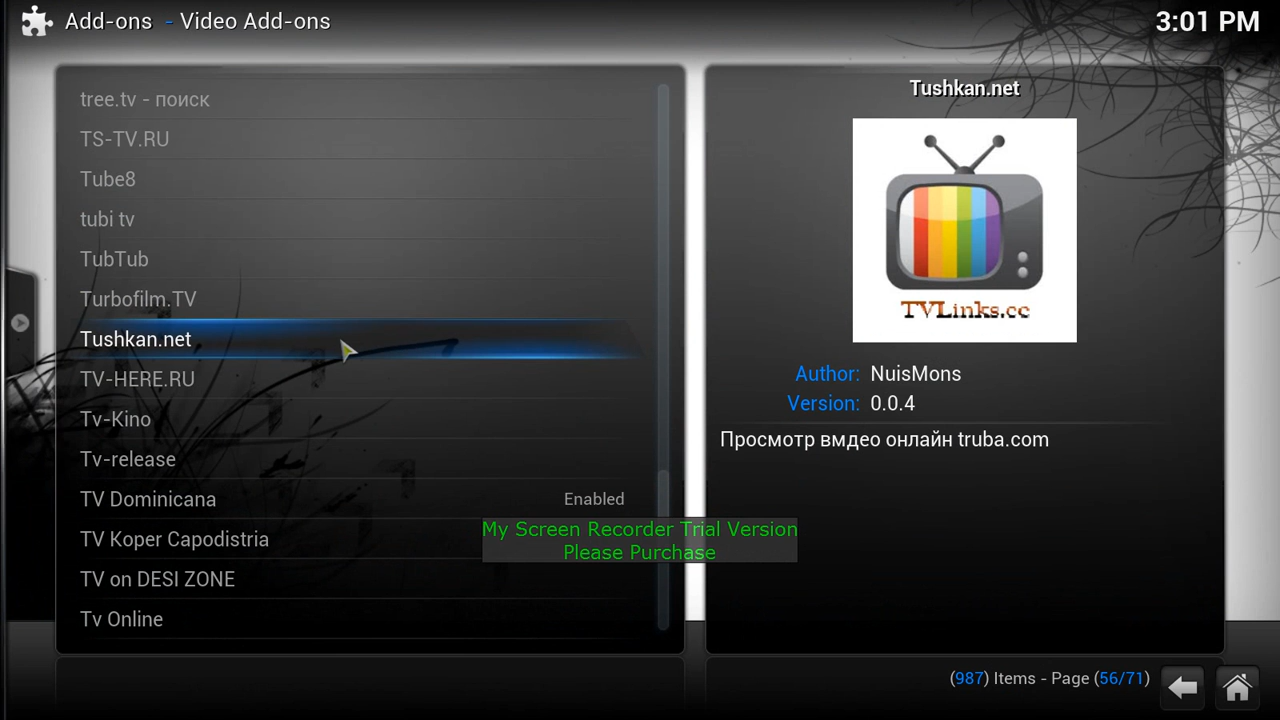 Add-ons - Video Add-ons
3:01 PM
tree.tv - поиск
TS-TV.RU
Tube8
tubi tv
TubTub
Turbofilm.TV
Tushkan.net
TV-HERE.RU
Tv-Kino
Tv-release
TV Dominicana Enabled
TV Koper Capodistria
TV on DESI ZONE
Tv Online
My Screen Recorder Trial Version
Please Purchase
Tushkan.net
TVLinks.cc
Author: NuisMons
Version: 0.0.4
Просмотр вмдео онлайн truba.com
(987) Items - Page (56/71)